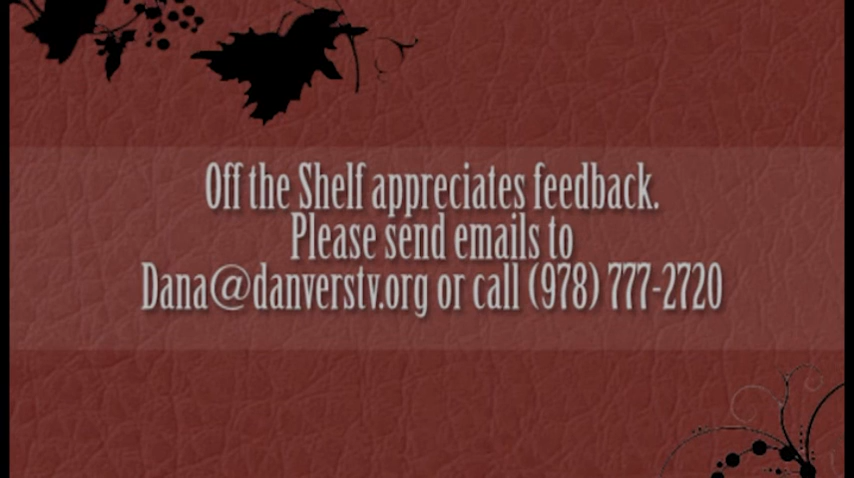 Off the Shelf appreciates feedback.
Please send emails to
Dana@danverstv.org or call (978) 777-2720